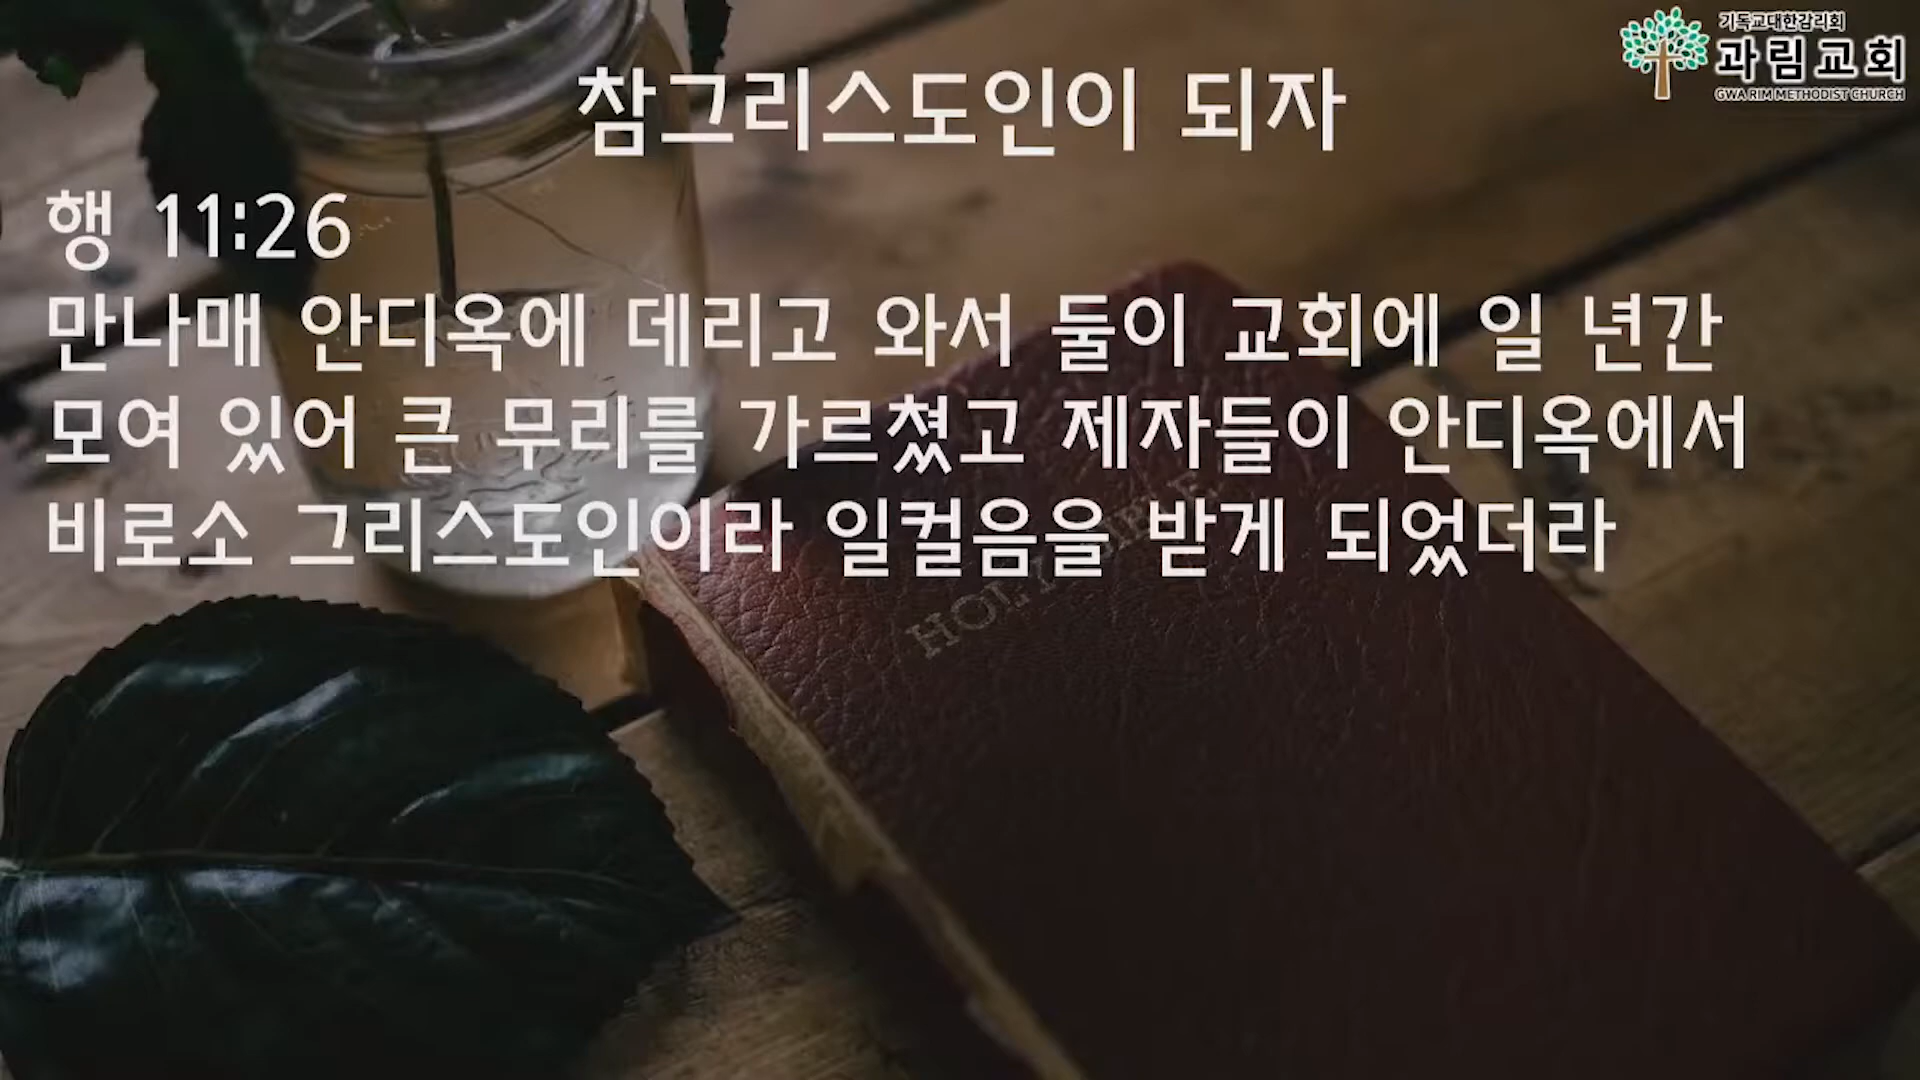 기독교대한감리회
과림교회
GWA RIM METHODIST CHURCH
참그리스도인이 되자
행 11:26
만나매 안디옥에 데리고 와서 둘이 교회에 일 년간
모여 있어 큰 무리를 가르쳤고 제자들이 안디옥에서
비로소 그리스도인이라 일컬음을 받게 되었더라
HOLY BIBLE